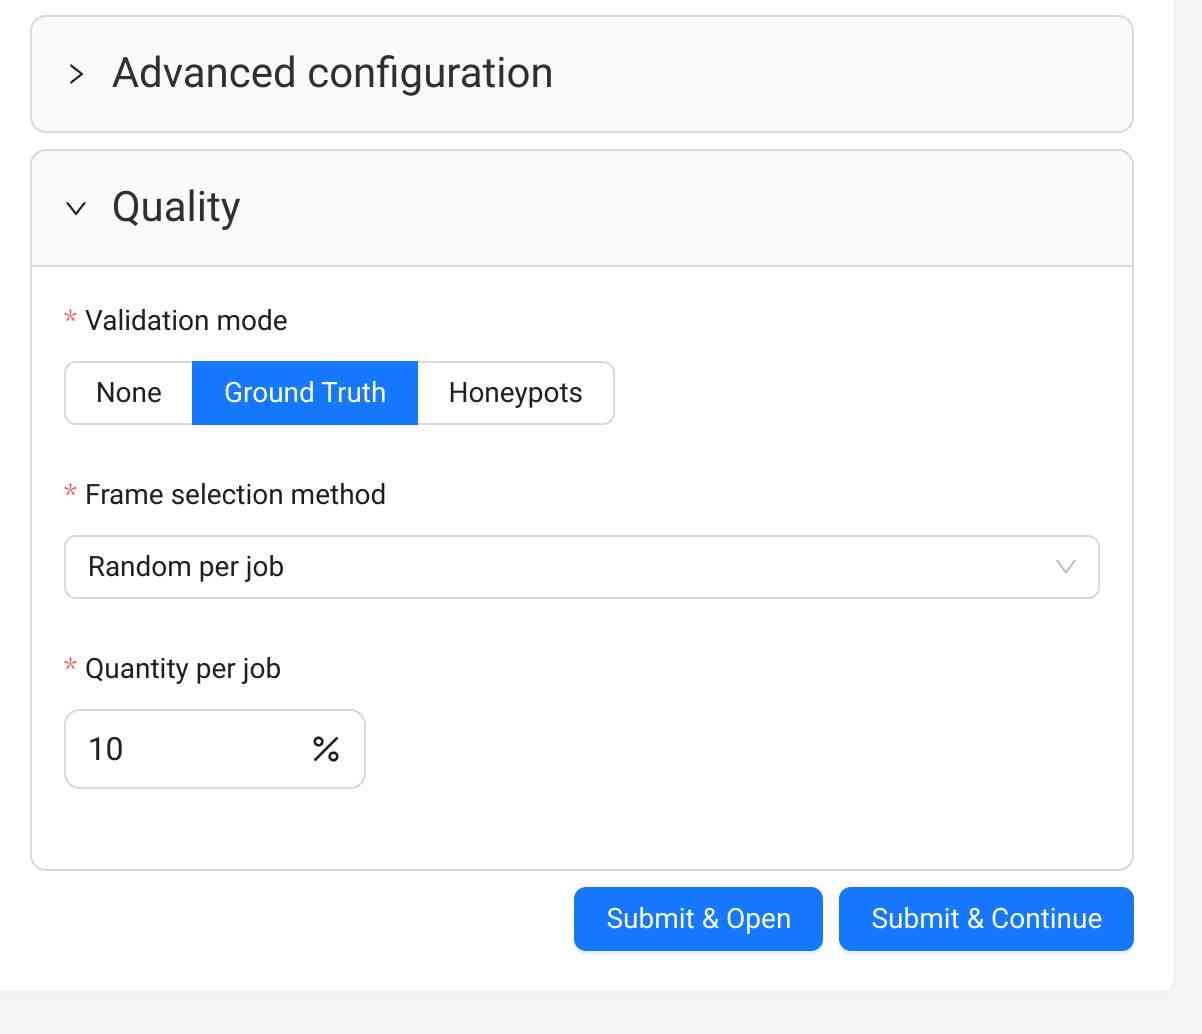 Advanced configuration
Quality
* Validation mode
None Ground Truth Honeypots
* Frame selection method
Random per job
* Quantity per job
10 %
Submit & Open Submit & Continue